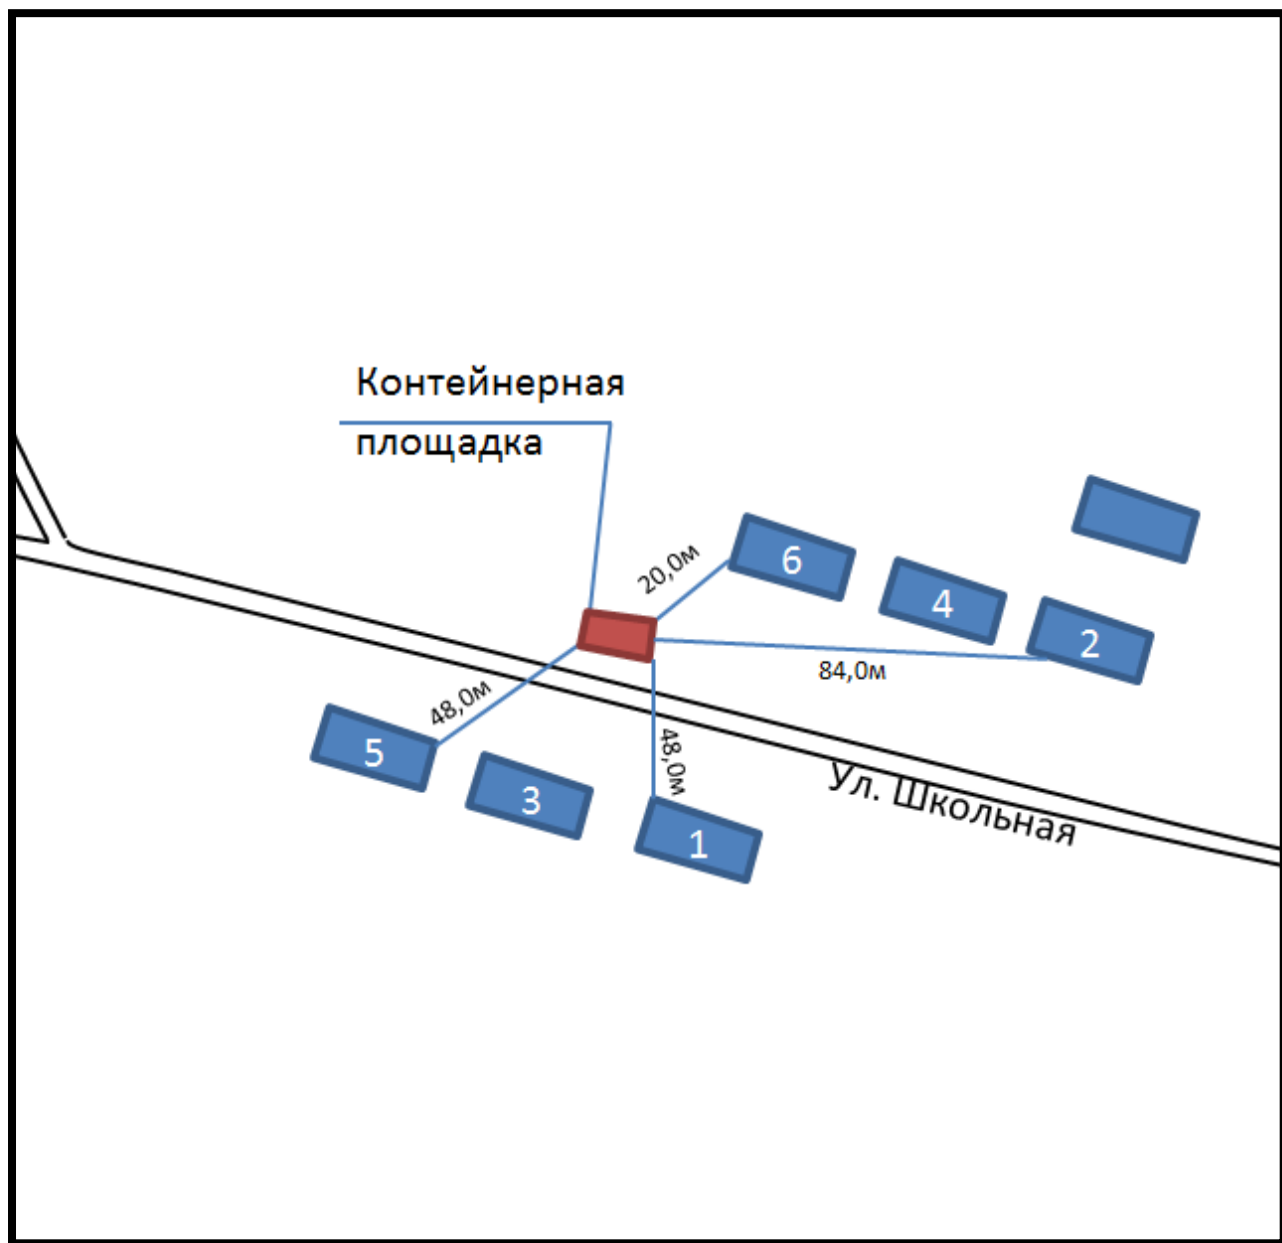 Контейнерная
площадка
20,0м
6
4
2
84,0м
48,0м
48,0м
5
3
1
Ул. Школьная